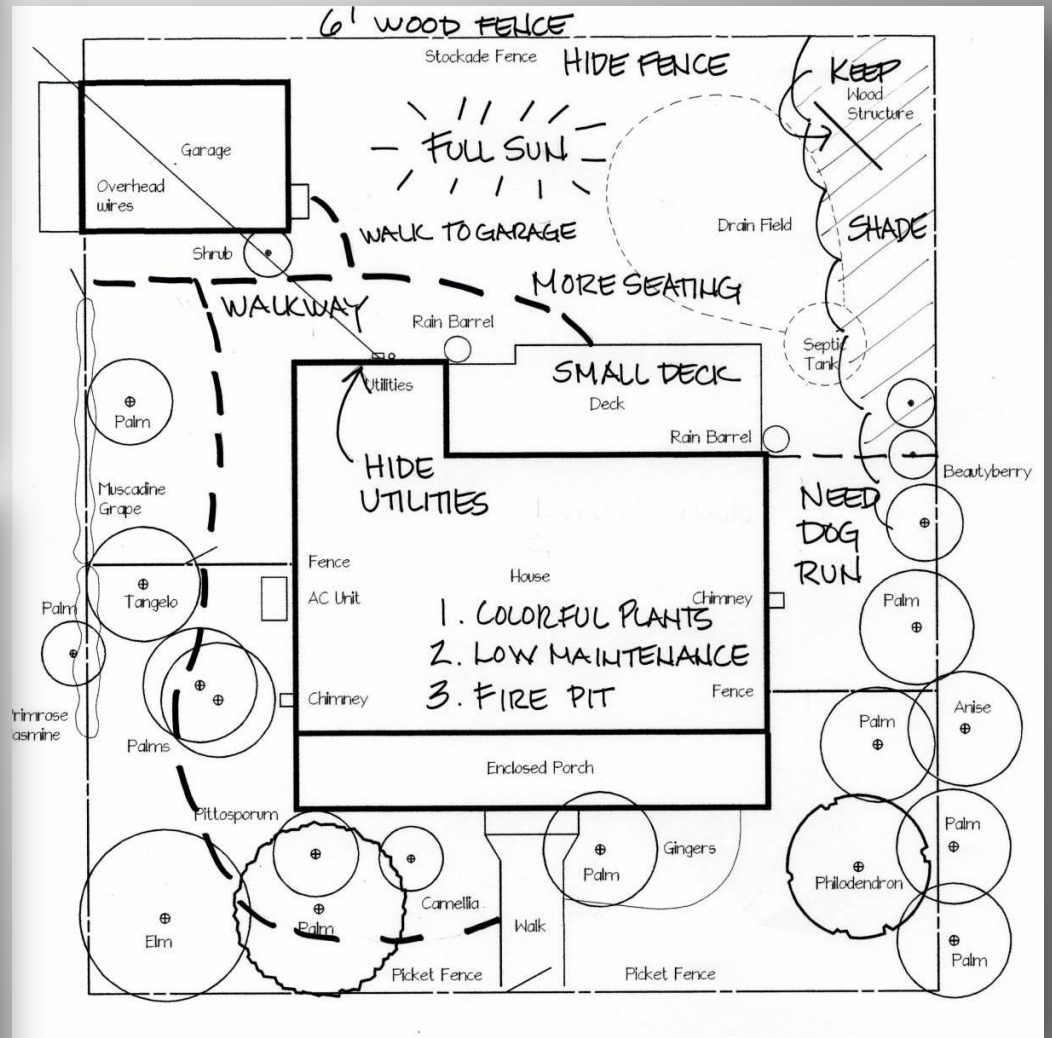 6' WOOD FENCE
Stockade Fence
HIDE FENCE
KEEP
Wood
Structure
FULL SUN
Garage
Overhead
wires
Shrub
WALK TO GARAGE
Drain Field
SHADE
WALKWAY
MORE SEATING
Rain Barrel
Septic
Tank
Utilities
SMALL DECK
Deck
Palm
Rain Barrel
HIDE
UTILITIES
Beautyberry
Muscadine
Grape
NEED
DOG
RUN
Fence
House
AC Unit
Chimney
Palm
Tangelo
Palm
1. COLORFUL PLANTS
2. LOW MAINTENANCE
3. FIRE PIT
Chimney
Fence
Anise
Palm
rimrose
asmine
Palms
Enclosed Porch
Pittosporum
Palm
Gingers
Palm
Philodendron
Camellia
Elm
Palm
Walk
Palm
Picket Fence
Picket Fence